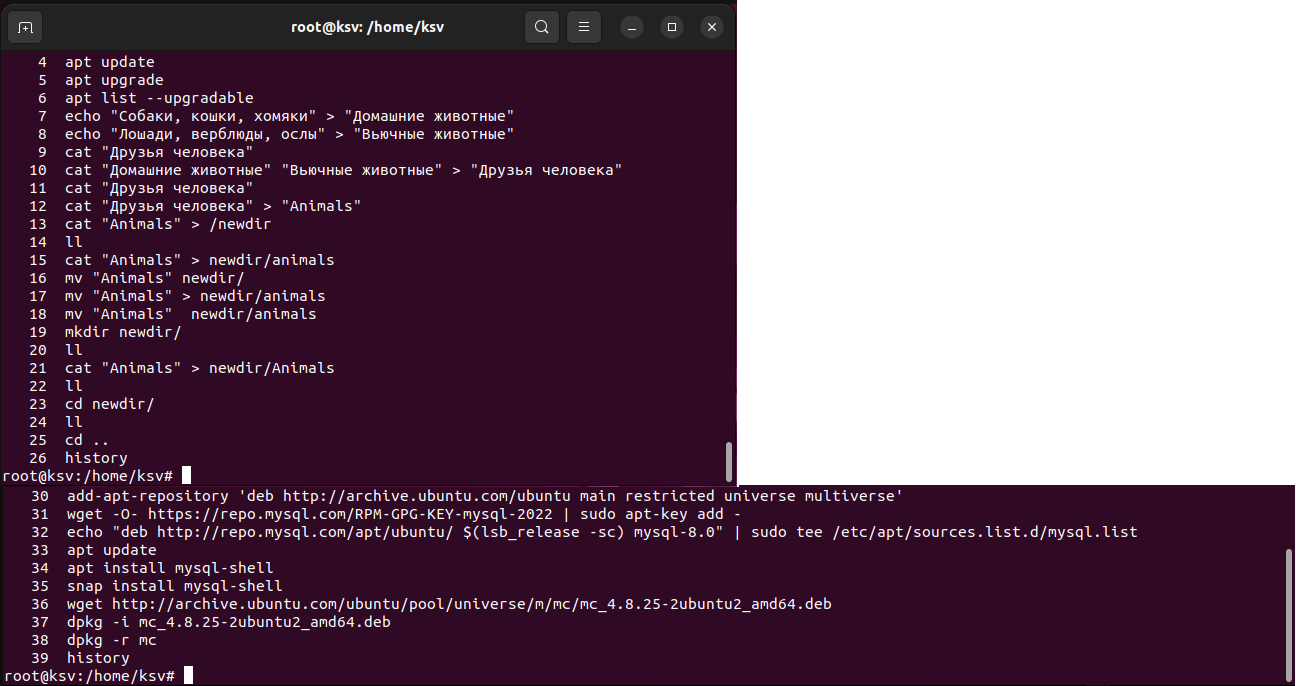 root@ksv: /home/ksv
4 apt update
5 apt upgrade
6 apt list --upgradable
7 echo "Собаки, кошки, хомяки" > "Домашние животные"
8 echo "Лошади, верблюды, ослы" > "Вьючные животные"
9 cat "Друзья человека"
10 cat "Домашние животные" "Вьючные животные" > "Друзья человека"
11 cat "Друзья человека"
12 cat "Друзья человека" > "Animals"
13 cat "Animals" > /newdir
14 ll
15 cat "Animals" > newdir/animals
16 mv "Animals" newdir/
17 mv "Animals" > newdir/animals
18 mv "Animals"  newdir/animals
19 mkdir newdir/
20 ll
21 cat "Animals" > newdir/Animals
22 ll
23 cd newdir/
24 ll
25 cd ..
26 history
root@ksv:/home/ksv#
30 add-apt-repository 'deb http://archive.ubuntu.com/ubuntu main restricted universe multiverse'
31 wget -O- https://repo.mysql.com/RPM-GPG-KEY-mysql-2022 | sudo apt-key add -
32 echo "deb http://repo.mysql.com/apt/ubuntu/ $(lsb_release -sc) mysql-8.0" | sudo tee /etc/apt/sources.list.d/mysql.list
33 apt update
34 apt install mysql-shell
35 snap install mysql-shell
36 wget http://archive.ubuntu.com/ubuntu/pool/universe/m/mc/mc_4.8.25-2ubuntu2_amd64.deb
37 dpkg -i mc_4.8.25-2ubuntu2_amd64.deb
38 dpkg -r mc
39 history
root@ksv:/home/ksv#